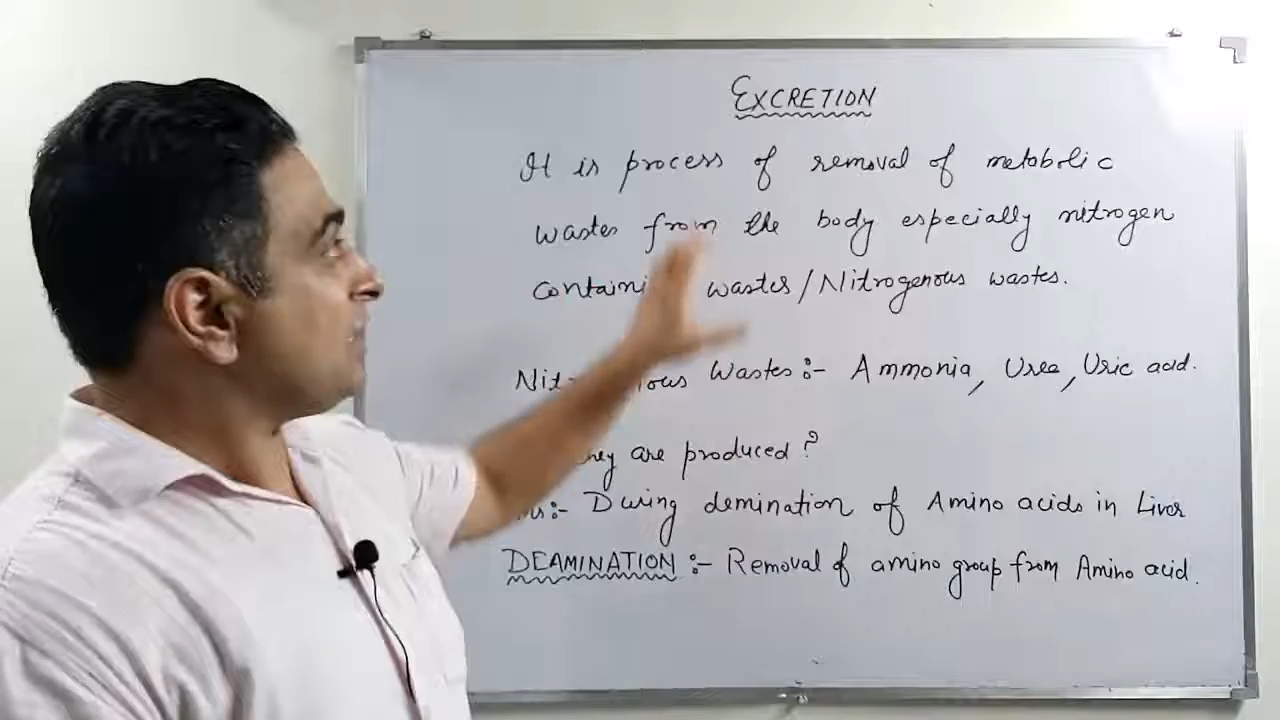 EXCRETION
It is process of removal of metabolic
wastes from the body especially nitrogen
wastes/Nitrogenous wastes.
Wastes:- Ammonia, Urea, Uric acid.
are produced?
During demination of Amino acids in Liver
DEAMINATION:- Removal of amino group from Amino acid.